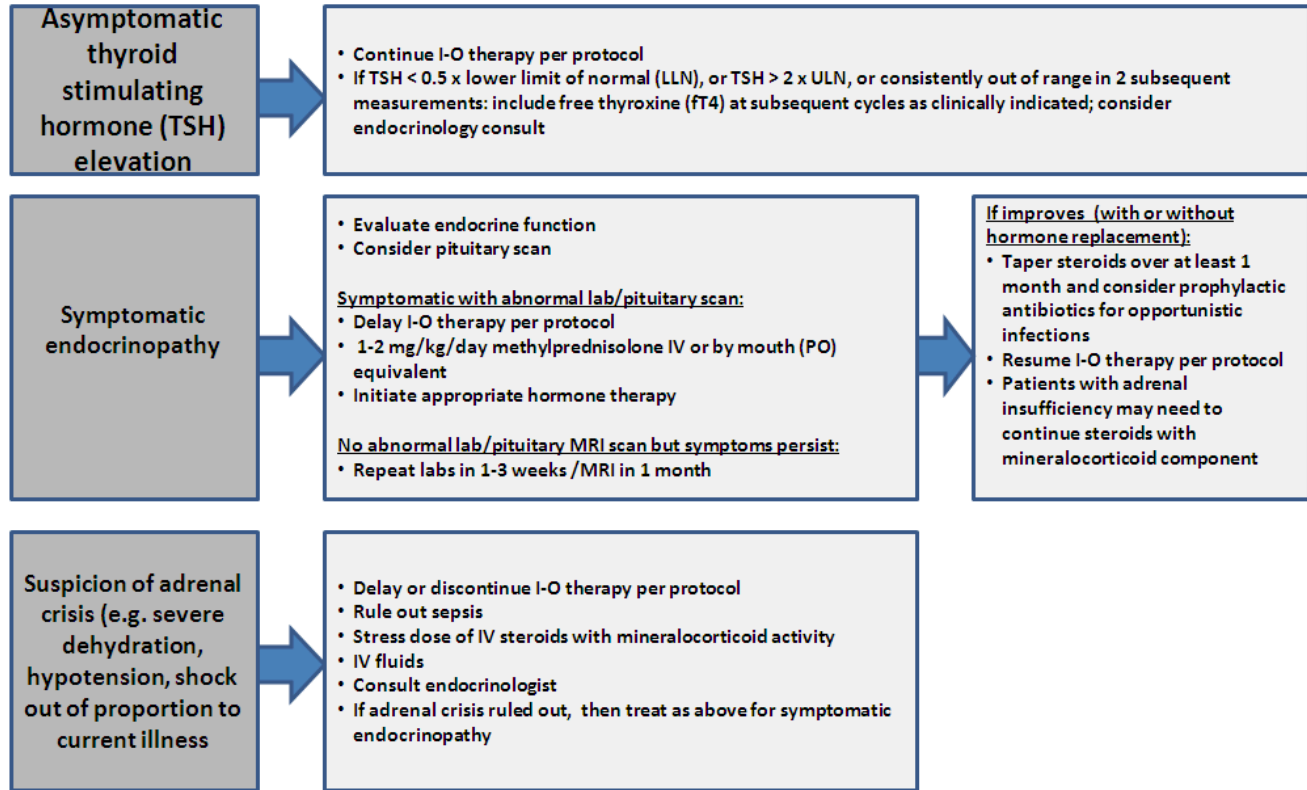 Asymptomatic
thyroid
stimulating
hormone (TSH)
elevation
• Continue I-O therapy per protocol
• If TSH < 0.5 x lower limit of normal (LLN), or TSH > 2 x ULN, or consistently out of range in 2 subsequent
measurements: include free thyroxine (fT4) at subsequent cycles as clinically indicated; consider
endocrinology consult
Symptomatic
endocrinopathy
• Evaluate endocrine function
• Consider pituitary scan
Symptomatic with abnormal lab/pituitary scan:
• Delay I-O therapy per protocol
• 1-2 mg/kg/day methylprednisolone IV or by mouth (PO)
equivalent
• Initiate appropriate hormone therapy
No abnormal lab/pituitary MRI scan but symptoms persist:
• Repeat labs in 1-3 weeks /MRI in 1 month
If improves (with or without
hormone replacement):
• Taper steroids over at least 1
month and consider prophylactic
antibiotics for opportunistic
infections
• Resume I-O therapy per protocol
• Patients with adrenal
insufficiency may need to
continue steroids with
mineralocorticoid component
Suspicion of adrenal
crisis (e.g. severe
dehydration,
hypotension, shock
out of proportion to
current illness
• Delay or discontinue I-O therapy per protocol
• Rule out sepsis
• Stress dose of IV steroids with mineralocorticoid activity
• IV fluids
• Consult endocrinologist
• If adrenal crisis ruled out, then treat as above for symptomatic
endocrinopathy